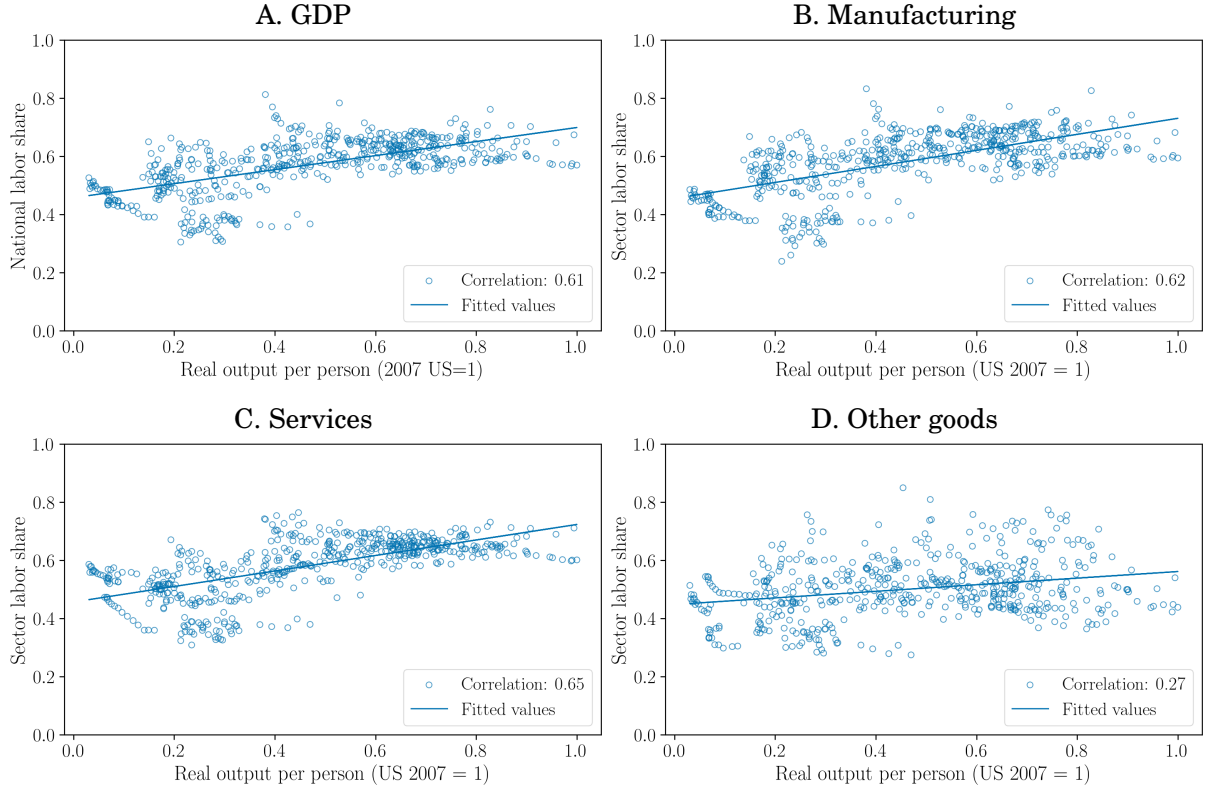 A. GDP
National labor share
1.0
0.8
0.6
0.4
0.2
0.0
Correlation: 0.61
Fitted values
0.0 0.2 0.4 0.6 0.8 1.0
Real output per person (2007 US=1)
B. Manufacturing
Sector labor share
1.0
0.8
0.6
0.4
0.2
0.0
Correlation: 0.62
Fitted values
0.0 0.2 0.4 0.6 0.8 1.0
Real output per person (US 2007 = 1)
C. Services
Sector labor share
1.0
0.8
0.6
0.4
0.2
0.0
Correlation: 0.65
Fitted values
0.0 0.2 0.4 0.6 0.8 1.0
Real output per person (US 2007 = 1)
D. Other goods
Sector labor share
1.0
0.8
0.6
0.4
0.2
0.0
Correlation: 0.27
Fitted values
0.0 0.2 0.4 0.6 0.8 1.0
Real output per person (US 2007 = 1)